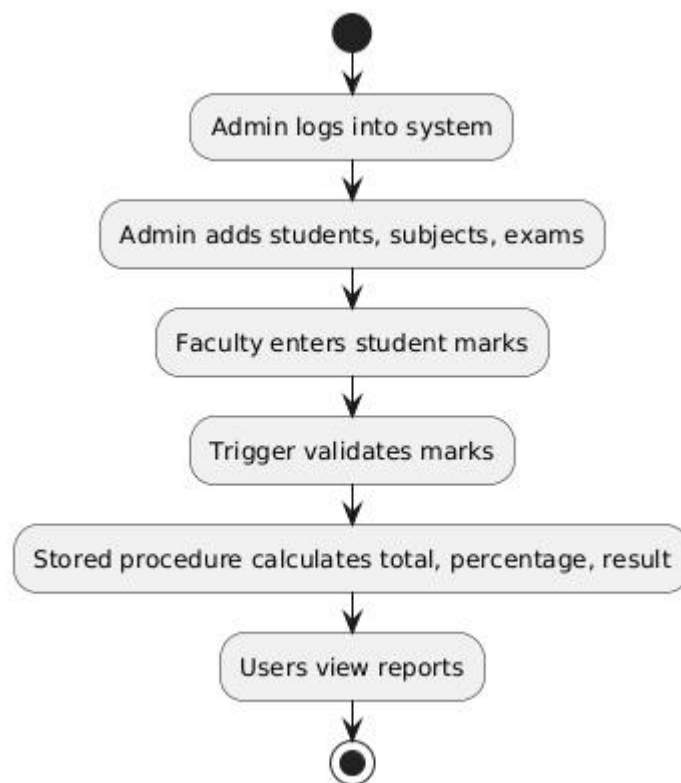 Admin logs into system
Admin adds students, subjects, exams
Faculty enters student marks
Trigger validates marks
Stored procedure calculates total, percentage, result
Users view reports